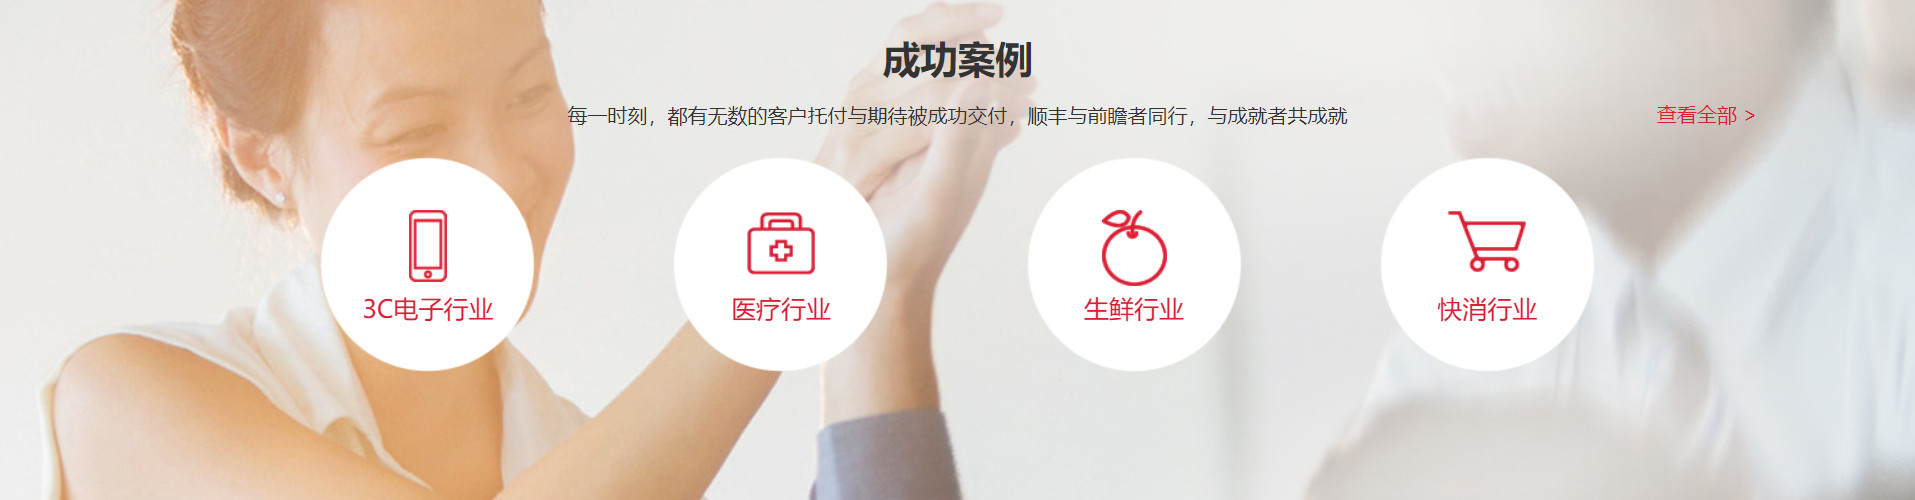 成功案例
每一时刻，都有无数的客户托付与期待被成功交付，顺丰与前瞻者同行，与成就者共成就
查看全部 >
3C电子行业
医疗行业
生鲜行业
快消行业